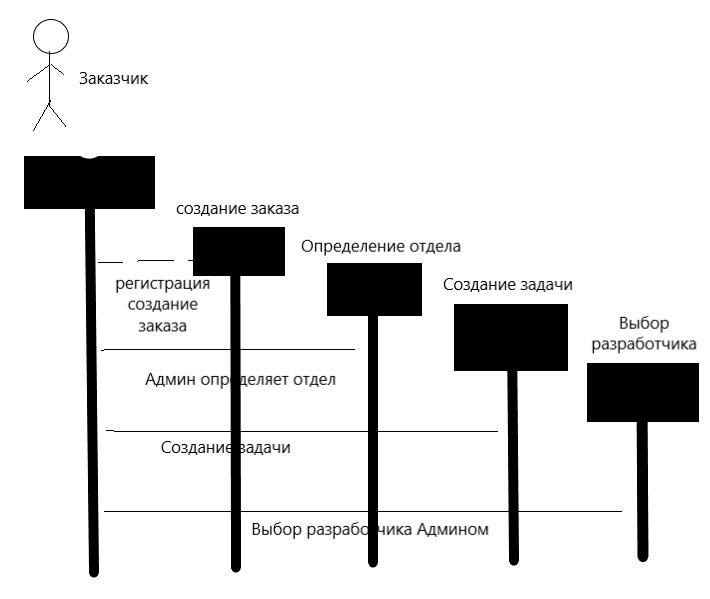 Заказчик
создание заказа
Определение отдела
Создание задачи
Выбор
разработчика
регистрация
создание
заказа
Админ определяет отдел
Создание задачи
Выбор разработчика Админом